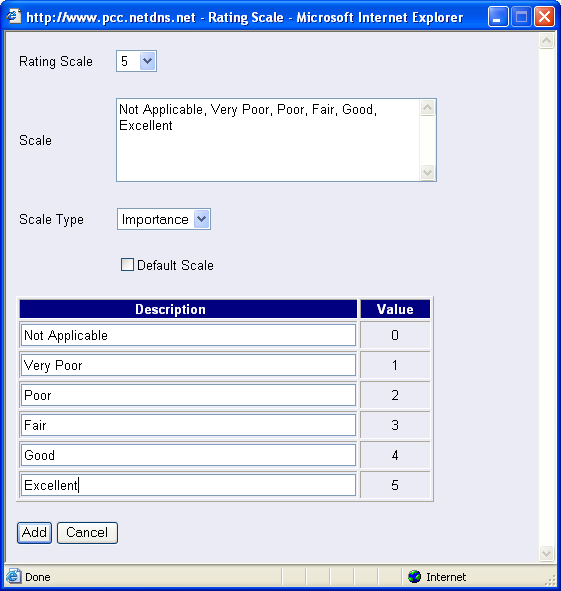 http://www.pcc.netdns.net - Rating Scale - Microsoft Internet Explorer
Rating Scale 5
Scale
Not Applicable, Very Poor, Poor, Fair, Good,
Excellent
Scale Type Importance
Default Scale
Description Value
Not Applicable 0
Very Poor 1
Poor 2
Fair 3
Good 4
Excellent 5
Add Cancel
Done Internet